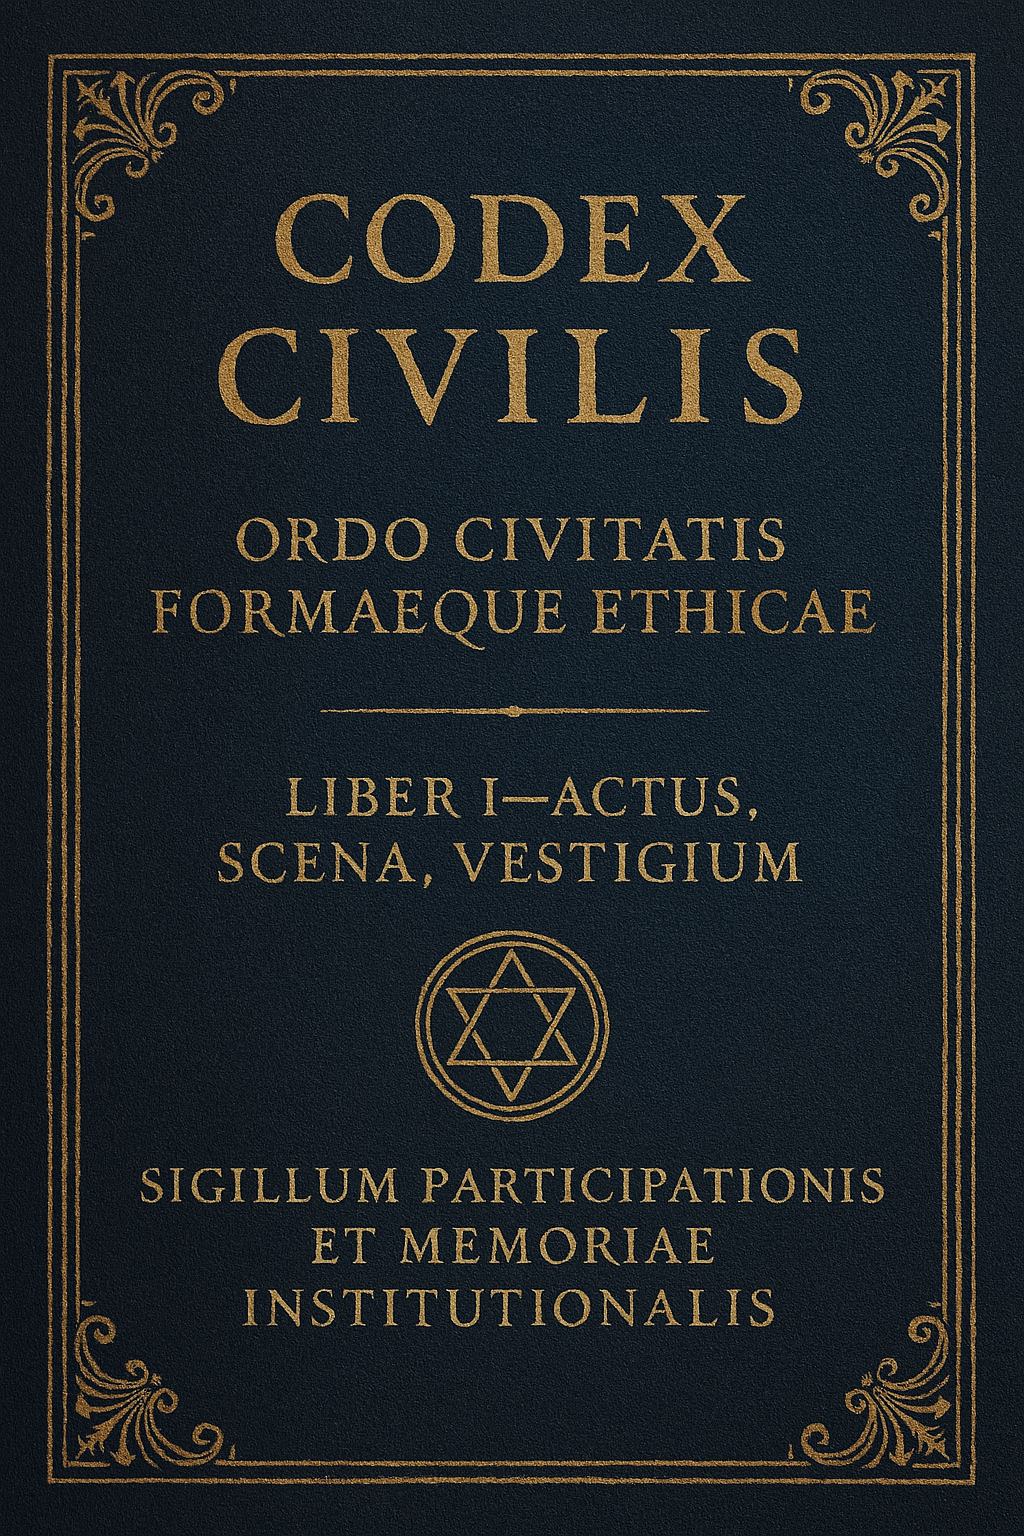 CODEX
CIVILIS
ORDO CIVITATIS
FORMAEQUE ETHICAE
LIBER I—ACTUS,
SCENA, VESTIGIUM
SIGILLUM PARTICIPATIONIS
ET MEMORIAE
INSTITUTIONALIS